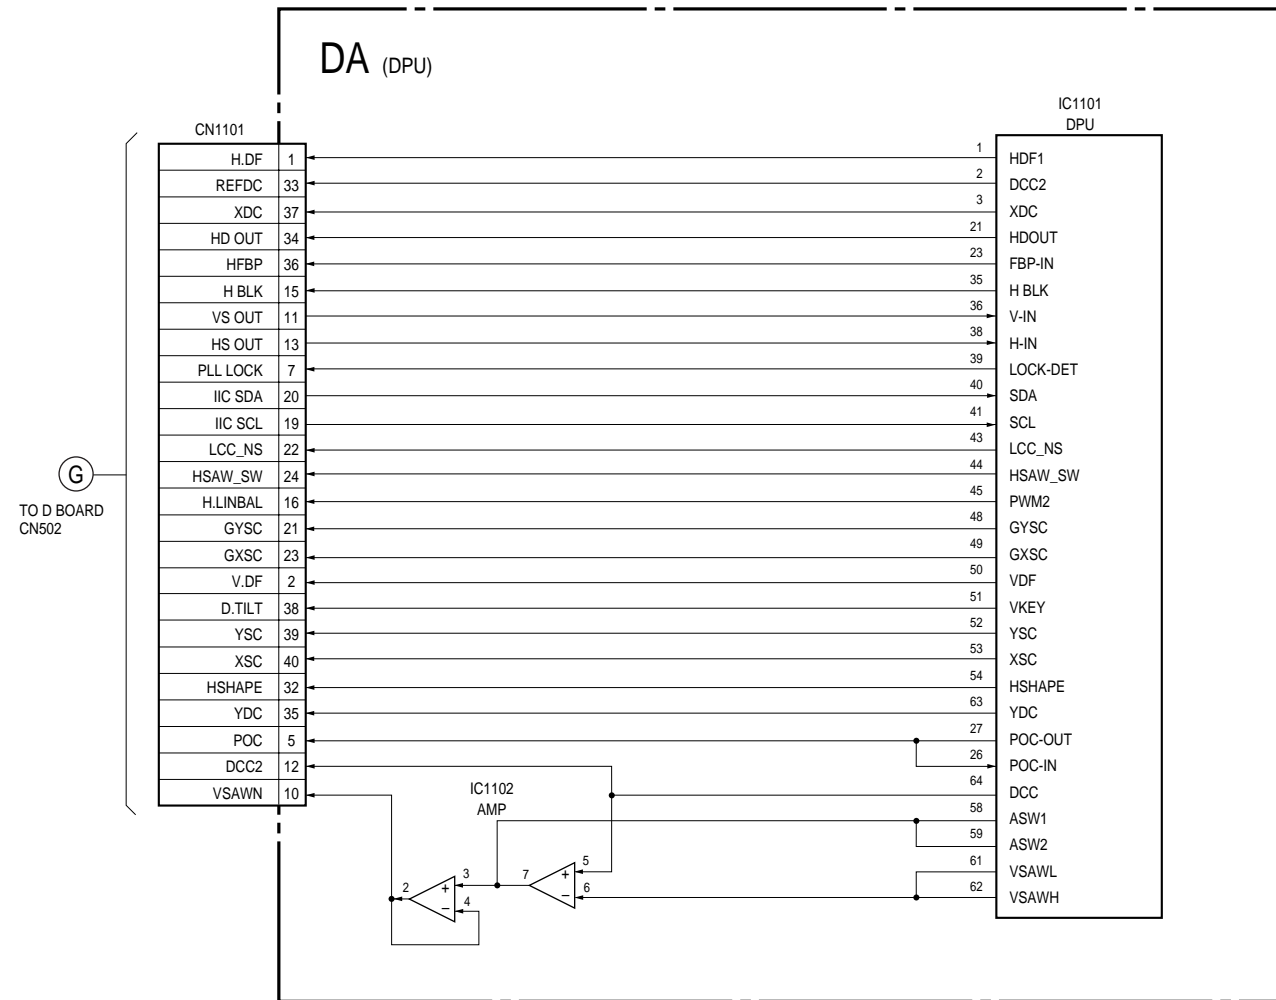 DA (DPU)
IC1101
DPU
CN1101
H.DF 1 1 HDF1
REFDC 33 2 DCC2
XDC 37 3 XDC
HD OUT 34 21 HDOUT
HFBP 36 23 FBP-IN
H BLK 15 35 H BLK
VS OUT 11 36 V-IN
HS OUT 13 38 H-IN
PLL LOCK 7 39 LOCK-DET
IIC SDA 20 40 SDA
IIC SCL 19 41 SCL
LCC_NS 22 43 LCC_NS
HSAW_SW 24 44 HSAW_SW
G
H.LINBAL 16 45 PWM2
TO D BOARD
CN502
GYSC 21 48 GYSC
GXSC 23 49 GXSC
V.DF 2 50 VDF
D.TILT 38 51 VKEY
YSC 39 52 YSC
XSC 40 53 XSC
HSHAPE 32 54 HSHAPE
YDC 35 63 YDC
POC 5 27 POC-OUT
DCC2 12 26 POC-IN
VSAWN 10 64 DCC
IC1102
AMP
58 ASW1
59 ASW2
2 3 + 4 – 7 5 + 6 –
61 VSAWL
62 VSAWH